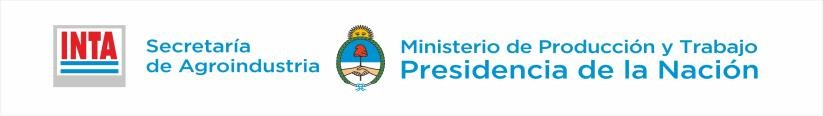 INTA
Secretaría
de Agroindustria
Ministerio de Producción y Trabajo
Presidencia de la Nación